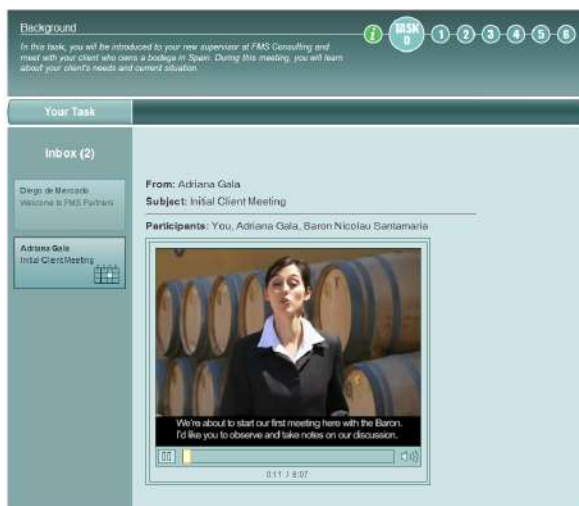 Background
In this task, you will be introduced to your new supervisor at FMS Consulting and
meet with your client who owns a bodega in Spain. During this meeting, you will learn
about your client's needs and current situation.
i
TASK
0
1
2
3
4
5
6
Your Task
Inbox (2)
Diego de Mercado
Welcome to FMS Partners
Adriana Gala
Initial Client Meeting
From: Adriana Gala
Subject: Initial Client Meeting
Participants: You, Adriana Gala, Baron Nicolau Santamaria
We're about to start our first meeting here with the Baron.
I'd like you to observe and take notes on our discussion.
0:11 / 8:07